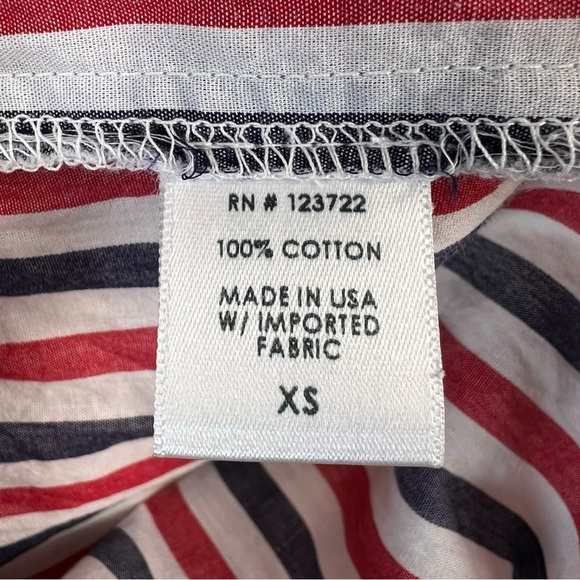 RN # 123722
100% COTTON
MADE IN USA
W/ IMPORTED
FABRIC
XS